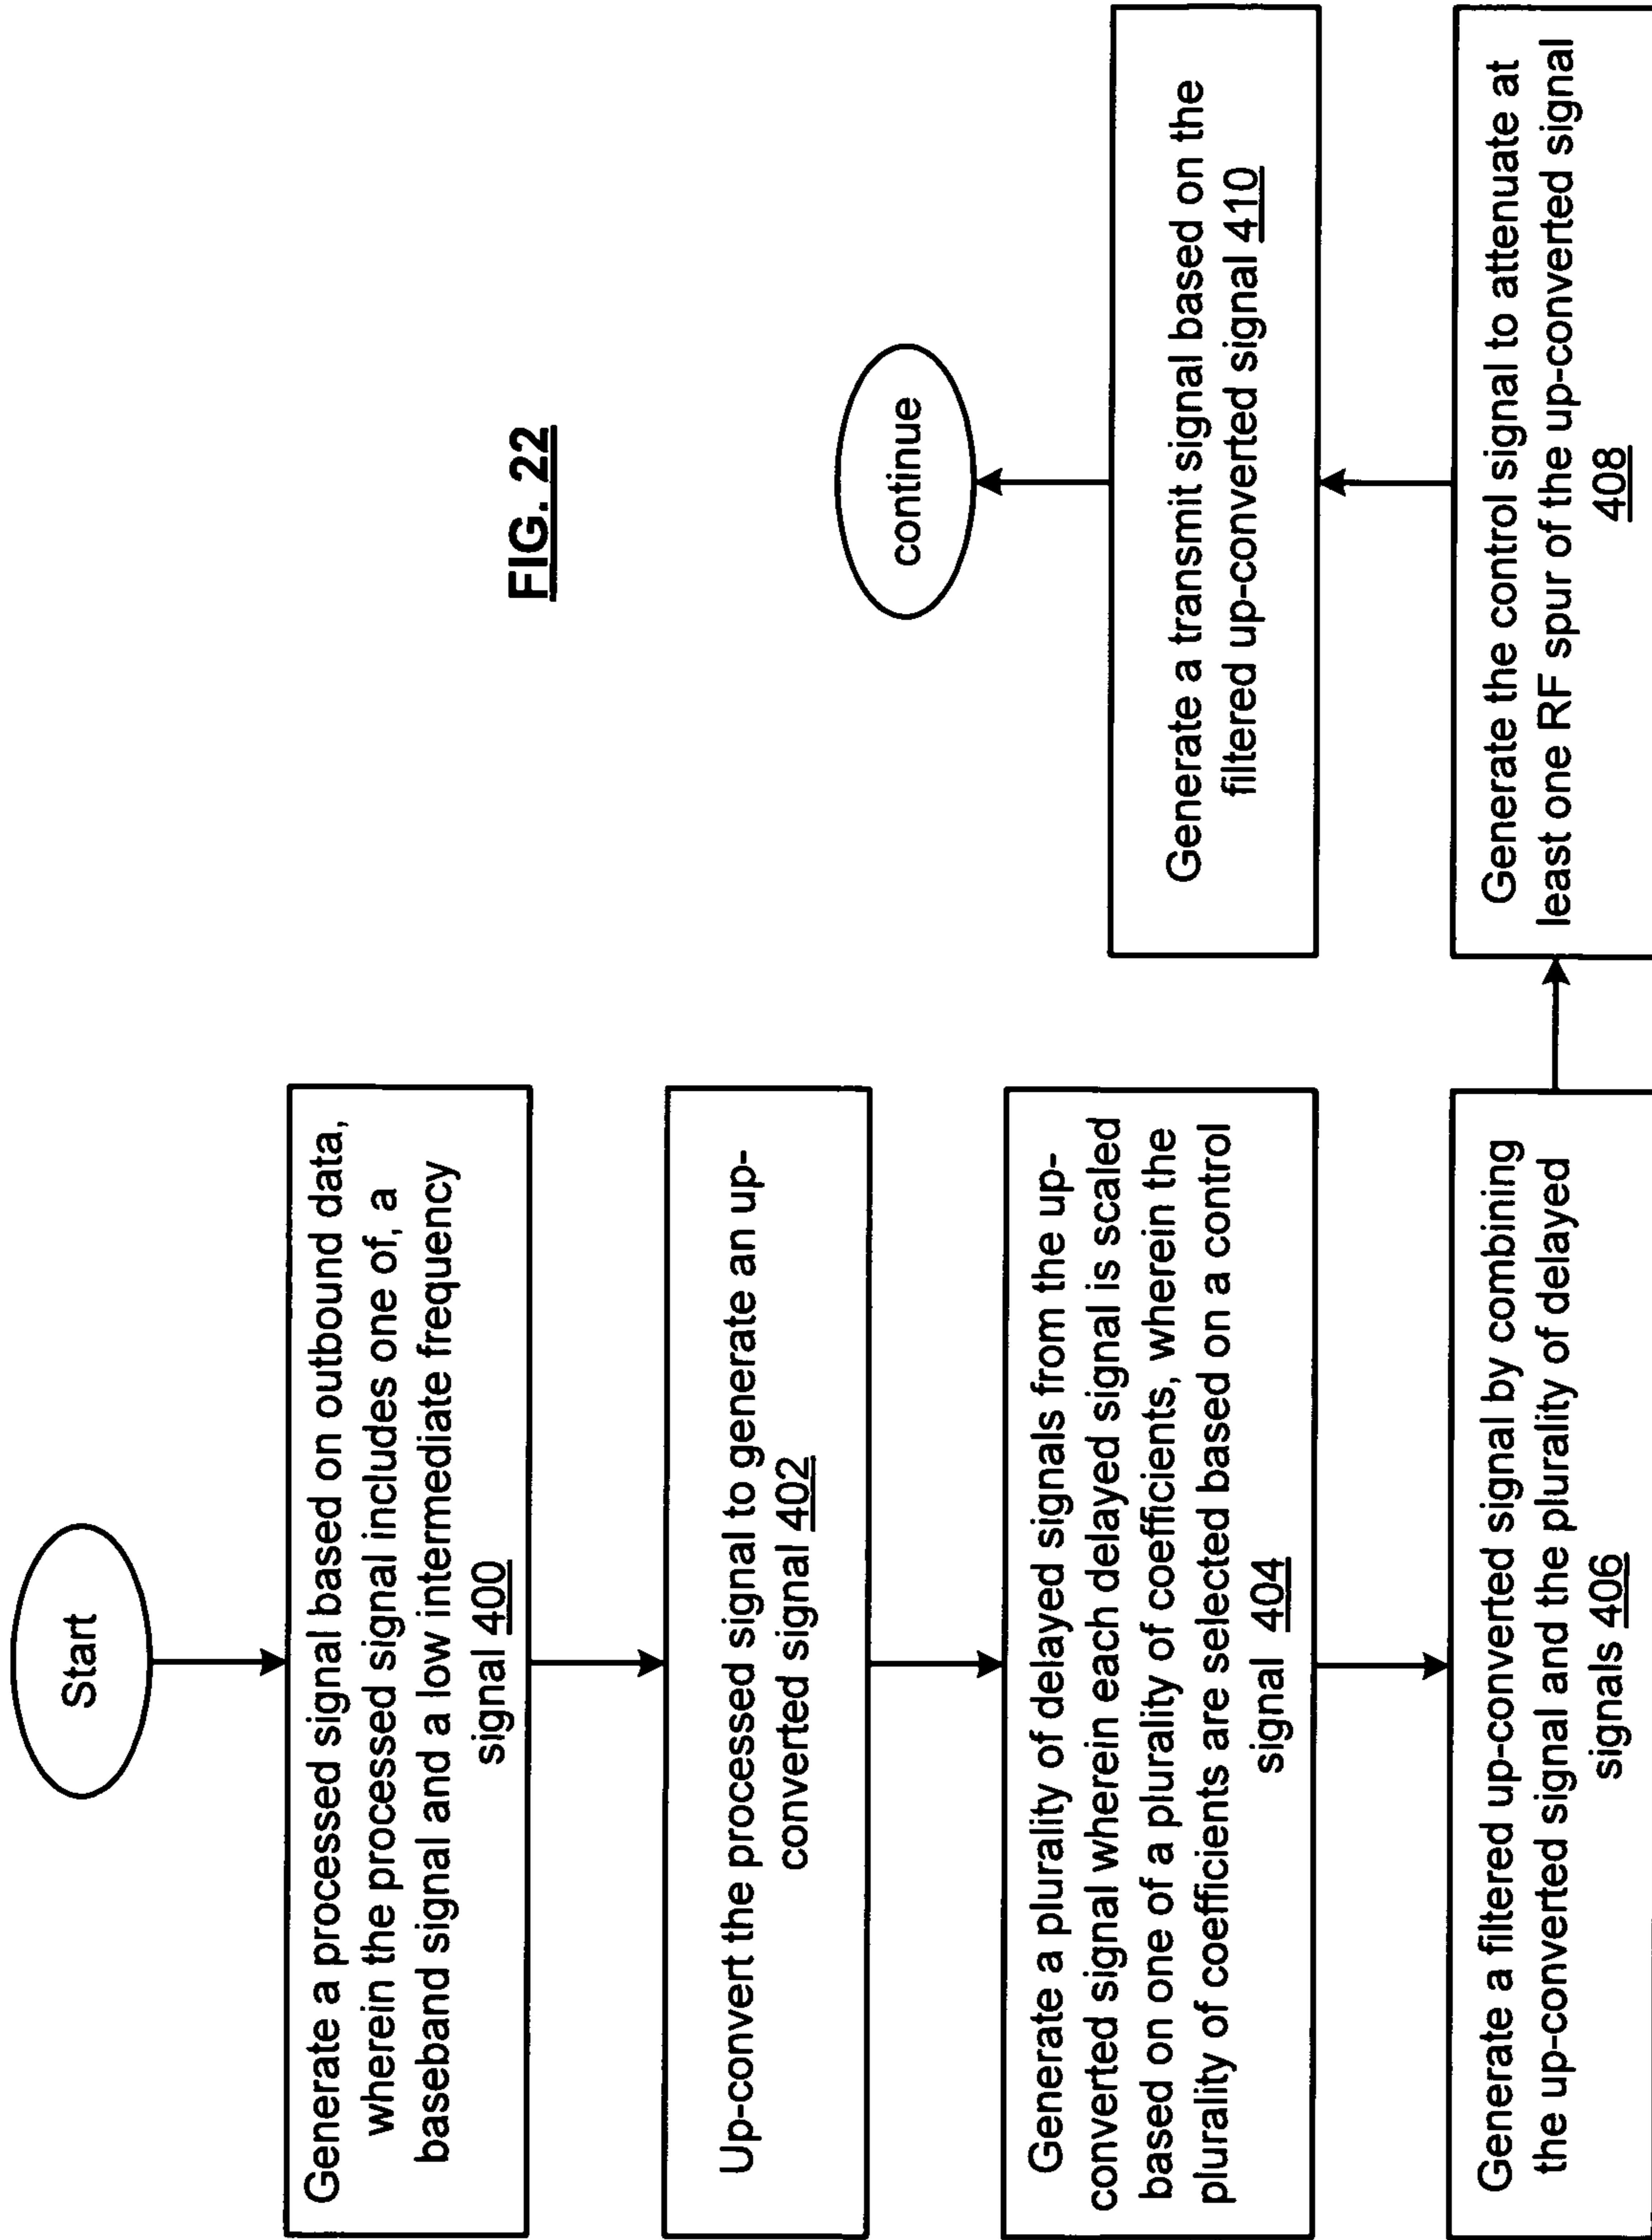 Start
Generate a processed signal based on outbound data,
wherein the processed signal includes one of, a
baseband signal and a low intermediate frequency
signal 400
Up-convert the processed signal to generate an up-
converted signal 402
Generate a plurality of delayed signals from the up-
converted signal wherein each delayed signal is scaled
based on one of a plurality of coefficients, wherein the
plurality of coefficients are selected based on a control
signal 404
Generate a filtered up-converted signal by combining
the up-converted signal and the plurality of delayed
signals 406
Generate the control signal to attenuate at
least one RF spur of the up-converted signal
408
Generate a transmit signal based on the
filtered up-converted signal 410
continue
FIG. 22